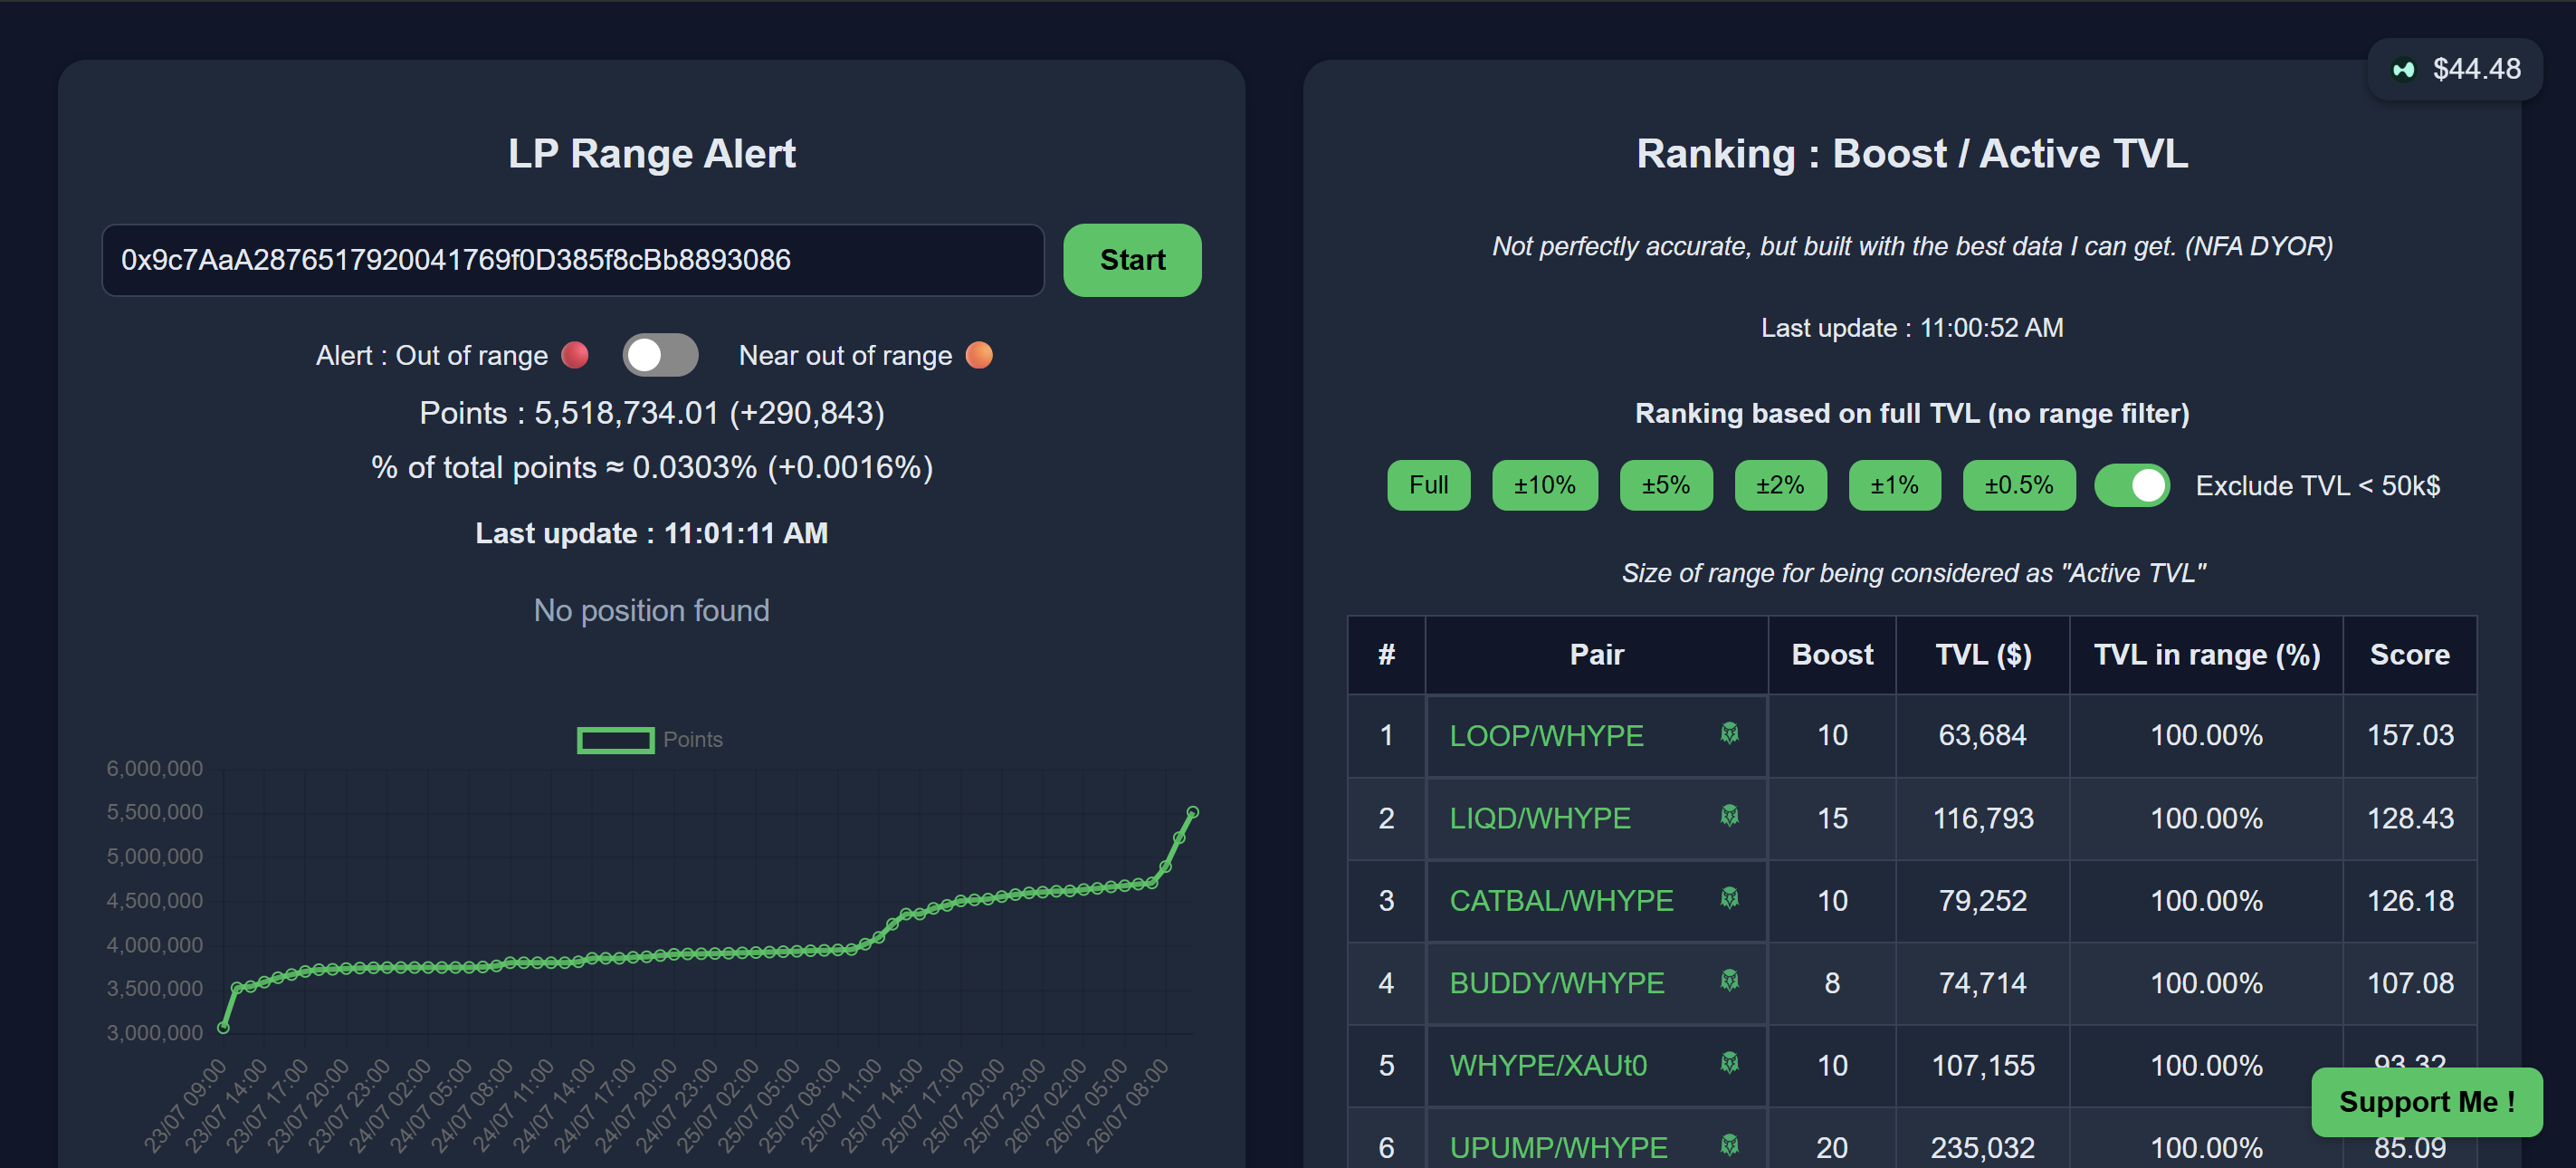 $44.48
LP Range Alert
0x9c7AaA2876517920041769f0D385f8cBb8893086 Start
Alert : Out of range Near out of range
Points : 5,518,734.01 (+290,843)
% of total points ≈ 0.0303% (+0.0016%)
Last update : 11:01:11 AM
No position found
Points
6,000,000
5,500,000
5,000,000
4,500,000
4,000,000
3,500,000
3,000,000
23/07 09:00
23/07 14:00
23/07 17:00
23/07 20:00
23/07 23:00
24/07 02:00
24/07 05:00
24/07 08:00
24/07 11:00
24/07 14:00
24/07 17:00
24/07 20:00
24/07 23:00
25/07 02:00
25/07 05:00
25/07 08:00
25/07 11:00
25/07 14:00
25/07 17:00
25/07 20:00
25/07 23:00
26/07 02:00
26/07 05:00
26/07 08:00
Ranking : Boost / Active TVL
Not perfectly accurate, but built with the best data I can get. (NFA DYOR)
Last update : 11:00:52 AM
Ranking based on full TVL (no range filter)
Full ±10% ±5% ±2% ±1% ±0.5% Exclude TVL < 50k$
Size of range for being considered as "Active TVL"
# Pair Boost TVL ($) TVL in range (%) Score
1 LOOP/WHYPE 10 63,684 100.00% 157.03
2 LIQD/WHYPE 15 116,793 100.00% 128.43
3 CATBAL/WHYPE 10 79,252 100.00% 126.18
4 BUDDY/WHYPE 8 74,714 100.00% 107.08
5 WHYPE/XAUt0 10 107,155 100.00% 93.32
6 UPUMP/WHYPE 20 235,032 100.00% 85.09
Support Me !